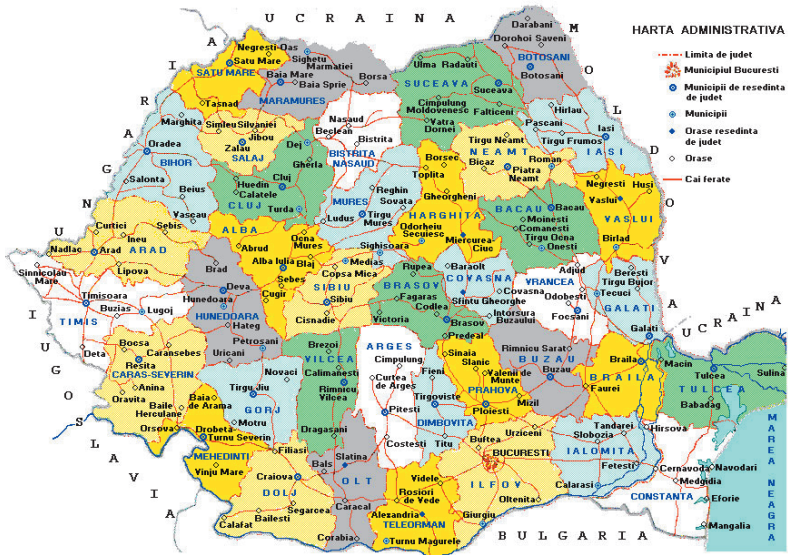 UCRAINA
MOLDOVA
UNGARIA
IUGOSLAVIA
BULGARIA
UCRAINA
MAREA NEAGRA
HARTA ADMINISTRATIVA
Limita de judet
Municipiul Bucuresti
Municipii de resedinta
de judet
Municipii
Orase resedinta
de judet
Orase
Cai ferate
SATU MARE
Negresti-Oas
Satu Mare
Tasnad
MARAMURES
Sighetu
Marmatiei
Baia Mare
Baia Sprie
Borsa
SUCEAVA
Ulma
Radauti
Suceava
Cimpulung
Moldovenesc
Falticeni
Vatra
Dornei
BOTOSANI
Darabani
Dorohoi
Saveni
Botosani
IASI
Hirlau
Pascani
Iasi
Tirgu Frumos
BIHOR
Marghita
Oradea
Salonta
Beius
Vascau
SALAJ
Simleu Silvaniei
Jibou
Zalau
CLUJ
Dej
Gherla
Huedin
Cluj
Calatele
Turda
BISTRITA
NASAUD
Nasaud
Beclean
Bistrita
MURES
Reghin
Sovata
Ludus
Tirgu
Mures
Sighisoara
HARGHITA
Borsec
Toplita
Gheorgheni
Odorheiu
Secuiesc
Miercurea-
Ciuc
NEAMT
Tirgu Neamt
Bicaz
Roman
Piatra
Neamt
BACAU
Bacau
Moinesti
Comanesti
Tirgu Ocna
Onesti
VASLUI
Negresti
Husi
Vaslui
Birlad
ARAD
Curtici
Sebis
Ineu
Nadlac
Arad
Lipova
ALBA
Abrud
Ocna
Mures
Alba Iulia
Blaj
Sebes
Cugir
SIBIU
Medias
Copsa Mica
Sibiu
Cisnadie
BRASOV
Rupea
Fagaras
Codlea
Victoria
Brasov
Predeal
COVASNA
Baraolt
Covasna
Sfintu Gheorghe
Intorsura
Buzaului
VRANCEA
Adjud
Odobesti
Focsani
GALATI
Beresti
Tirgu Bujor
Tecuci
Galati
TIMIS
Sinnicolau
Mare
Timisoara
Buzias
Lugoj
Deta
HUNEDOARA
Brad
Deva
Hunedoara
Hateg
Petrosani
Uricani
CARAS-SEVERIN
Bocsa
Caransebes
Resita
Anina
Oravita
Baile
Herculane
Orsova
GORJ
Novaci
Tirgu Jiu
Motru
VILCEA
Brezoi
Calimanesti
Rimnicu
Vilcea
Dragasani
ARGES
Cimpulung
Curtea
de Arges
Pitesti
Costesti
DIMBOVITA
Fieni
Tirgoviste
Titu
PRAHOVA
Sinaia
Slanic
Valenii de
Munte
Ploiesti
Mizil
BUZAU
Rimnicu Sarat
Buzau
BRAILA
Braila
Faurei
TULCEA
Macin
Tulcea
Sulina
Babadag
MEHEDINTI
Baia
de Arama
Drobeta
Turnu Severin
Vinju Mare
DOLJ
Filiasi
Craiova
Segarcea
Bailesti
Calafat
OLT
Slatina
Bals
Caracal
Corabia
TELEORMAN
Videle
Rosiori
de Vede
Alexandria
Turnu Magurele
ILFOV
Buftea
BUCURESTI
Urziceni
Oltenita
Giurgiu
IALOMITA
Tandarei
Slobozia
Fetesti
Calarasi
CONSTANTA
Hirsova
Cernavoda
Navodari
Medgidia
Eforie
Mangalia